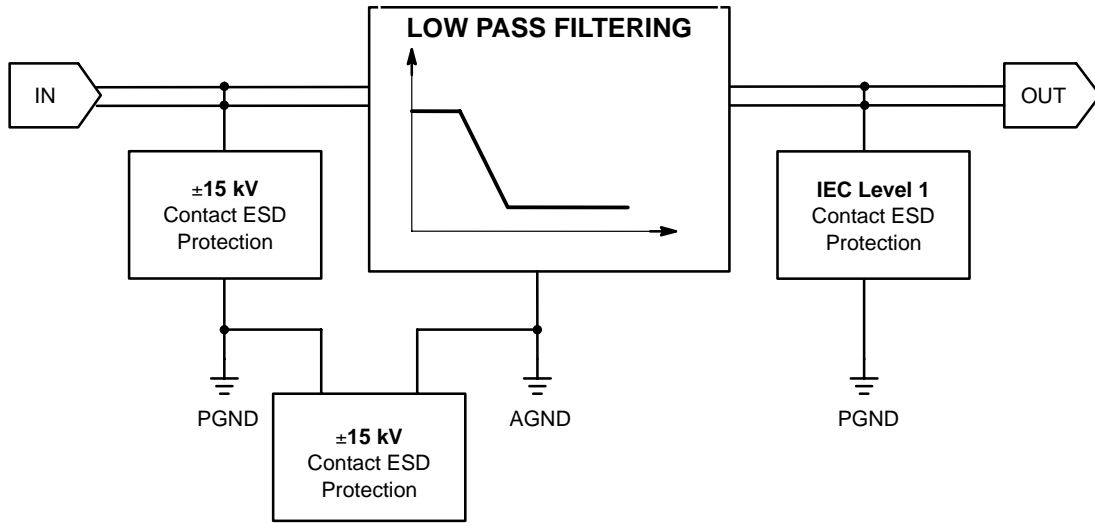 LOW PASS FILTERING
IN
OUT
±15 kV
Contact ESD
Protection
IEC Level 1
Contact ESD
Protection
PGND
AGND
PGND
±15 kV
Contact ESD
Protection